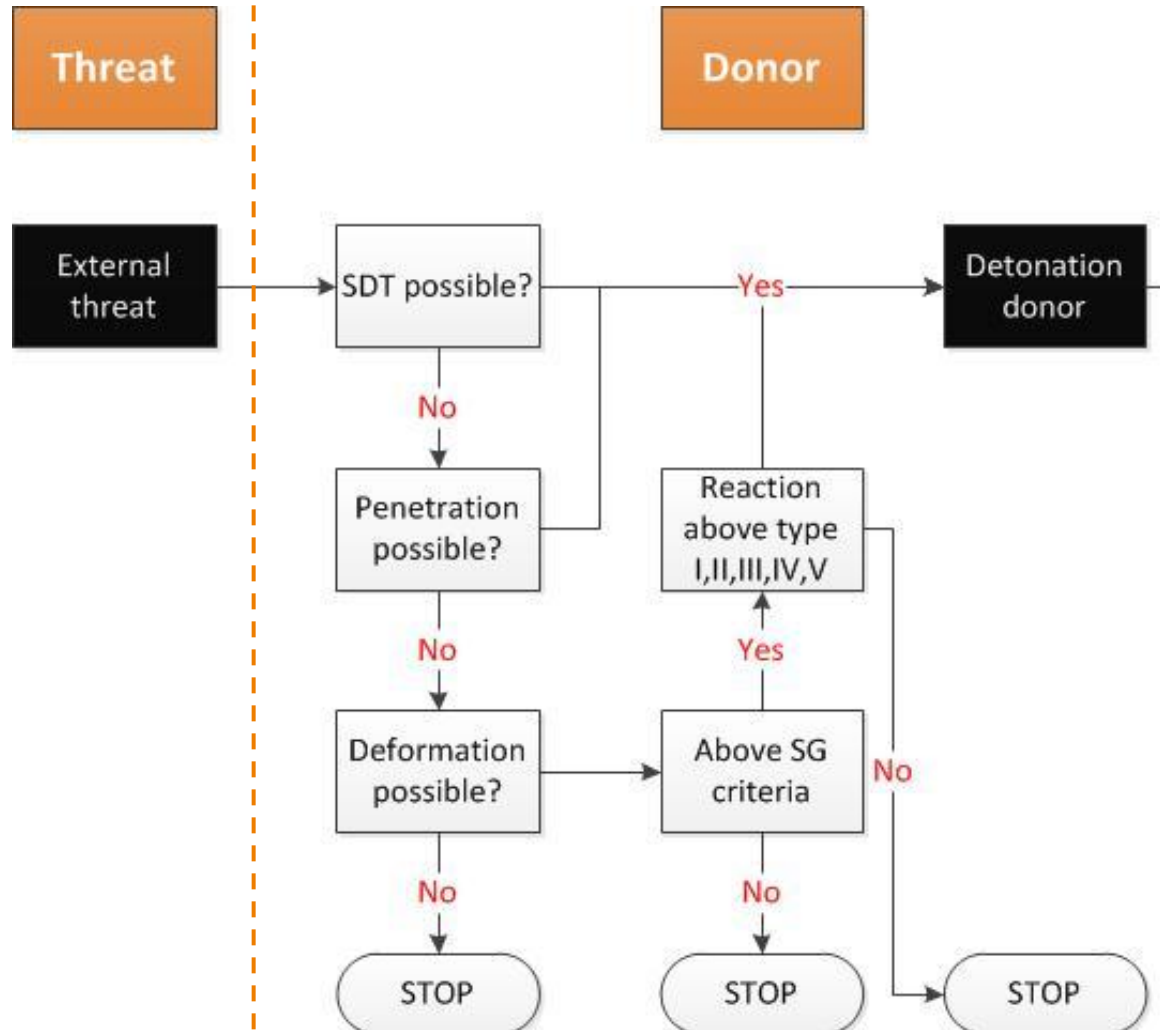 Threat
Donor
External
threat
SDT possible?
Yes
Detonation
donor
No
Penetration
possible?
Reaction
above type
I,II,III,IV,V
No
Yes
Deformation
possible?
Above SG
criteria
No
No
No
STOP
STOP
STOP